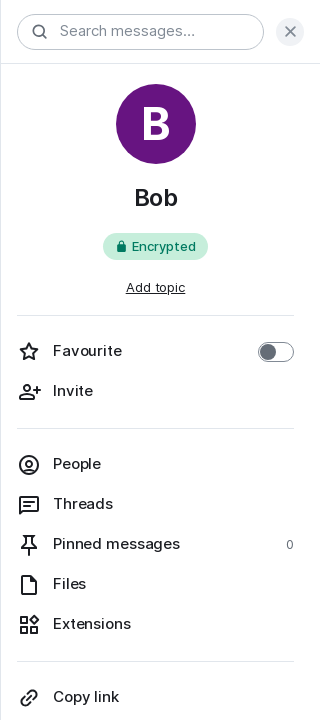 Search messages...
B
Bob
Encrypted
Add topic
Favourite
Invite
People
Threads
Pinned messages 0
Files
Extensions
Copy link